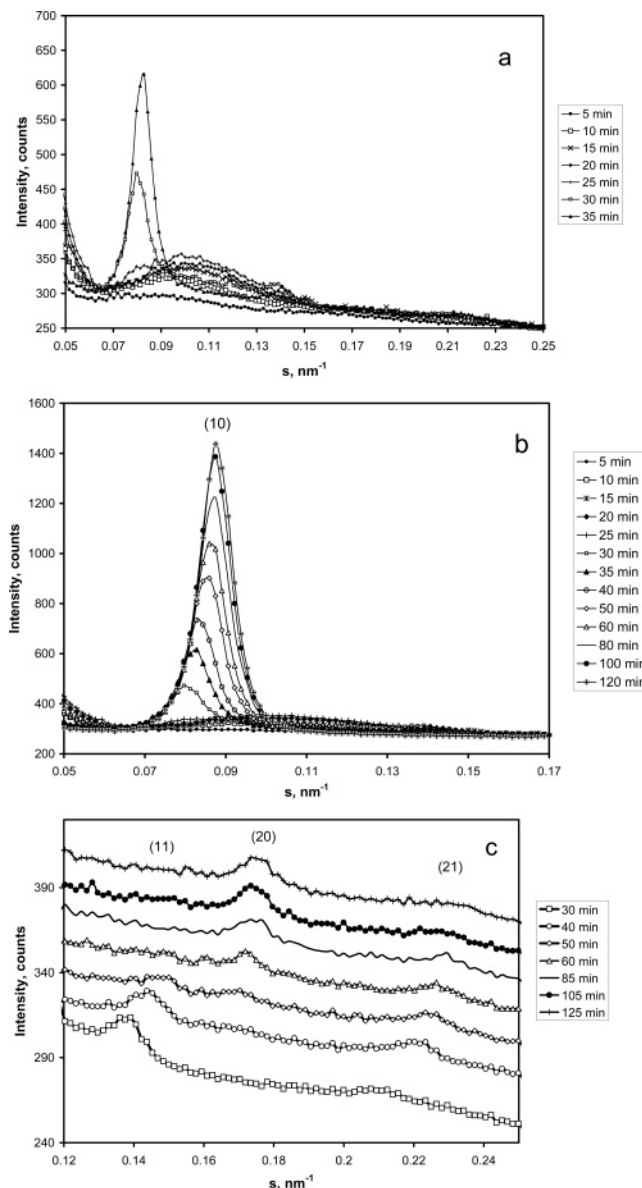 a
700
650
600
550
500
450
400
350
300
250
Intensity, counts
0.05 0.07 0.09 0.11 0.13 0.15 0.17 0.19 0.21 0.23 0.25
s, nm-1
5 min
10 min
15 min
20 min
25 min
30 min
35 min
b
(10)
1600
1400
1200
1000
800
600
400
200
Intensity, counts
0.05 0.07 0.09 0.11 0.13 0.15 0.17
s, nm-1
5 min
10 min
15 min
20 min
25 min
30 min
35 min
40 min
50 min
60 min
80 min
100 min
120 min
c
(11) (20) (21)
390
340
290
240
Intensity, counts
0.12 0.14 0.16 0.18 0.2 0.22 0.24
s, nm-1
30 min
40 min
50 min
60 min
85 min
105 min
125 min